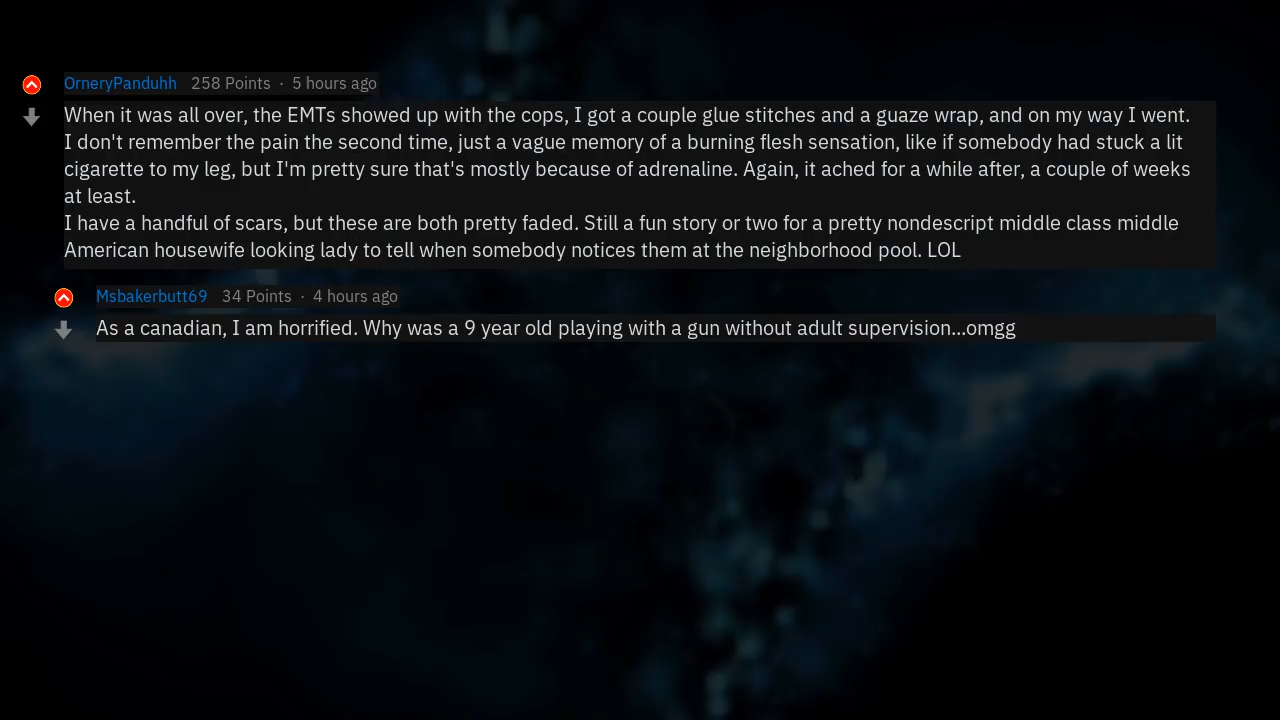 OrneryPanduhh 258 Points · 5 hours ago
When it was all over, the EMTs showed up with the cops, I got a couple glue stitches and a guaze wrap, and on my way I went.
I don't remember the pain the second time, just a vague memory of a burning flesh sensation, like if somebody had stuck a lit
cigarette to my leg, but I'm pretty sure that's mostly because of adrenaline. Again, it ached for a while after, a couple of weeks
at least.
I have a handful of scars, but these are both pretty faded. Still a fun story or two for a pretty nondescript middle class middle
American housewife looking lady to tell when somebody notices them at the neighborhood pool. LOL
Msbakerbutt69 34 Points · 4 hours ago
As a canadian, I am horrified. Why was a 9 year old playing with a gun without adult supervision...omgg